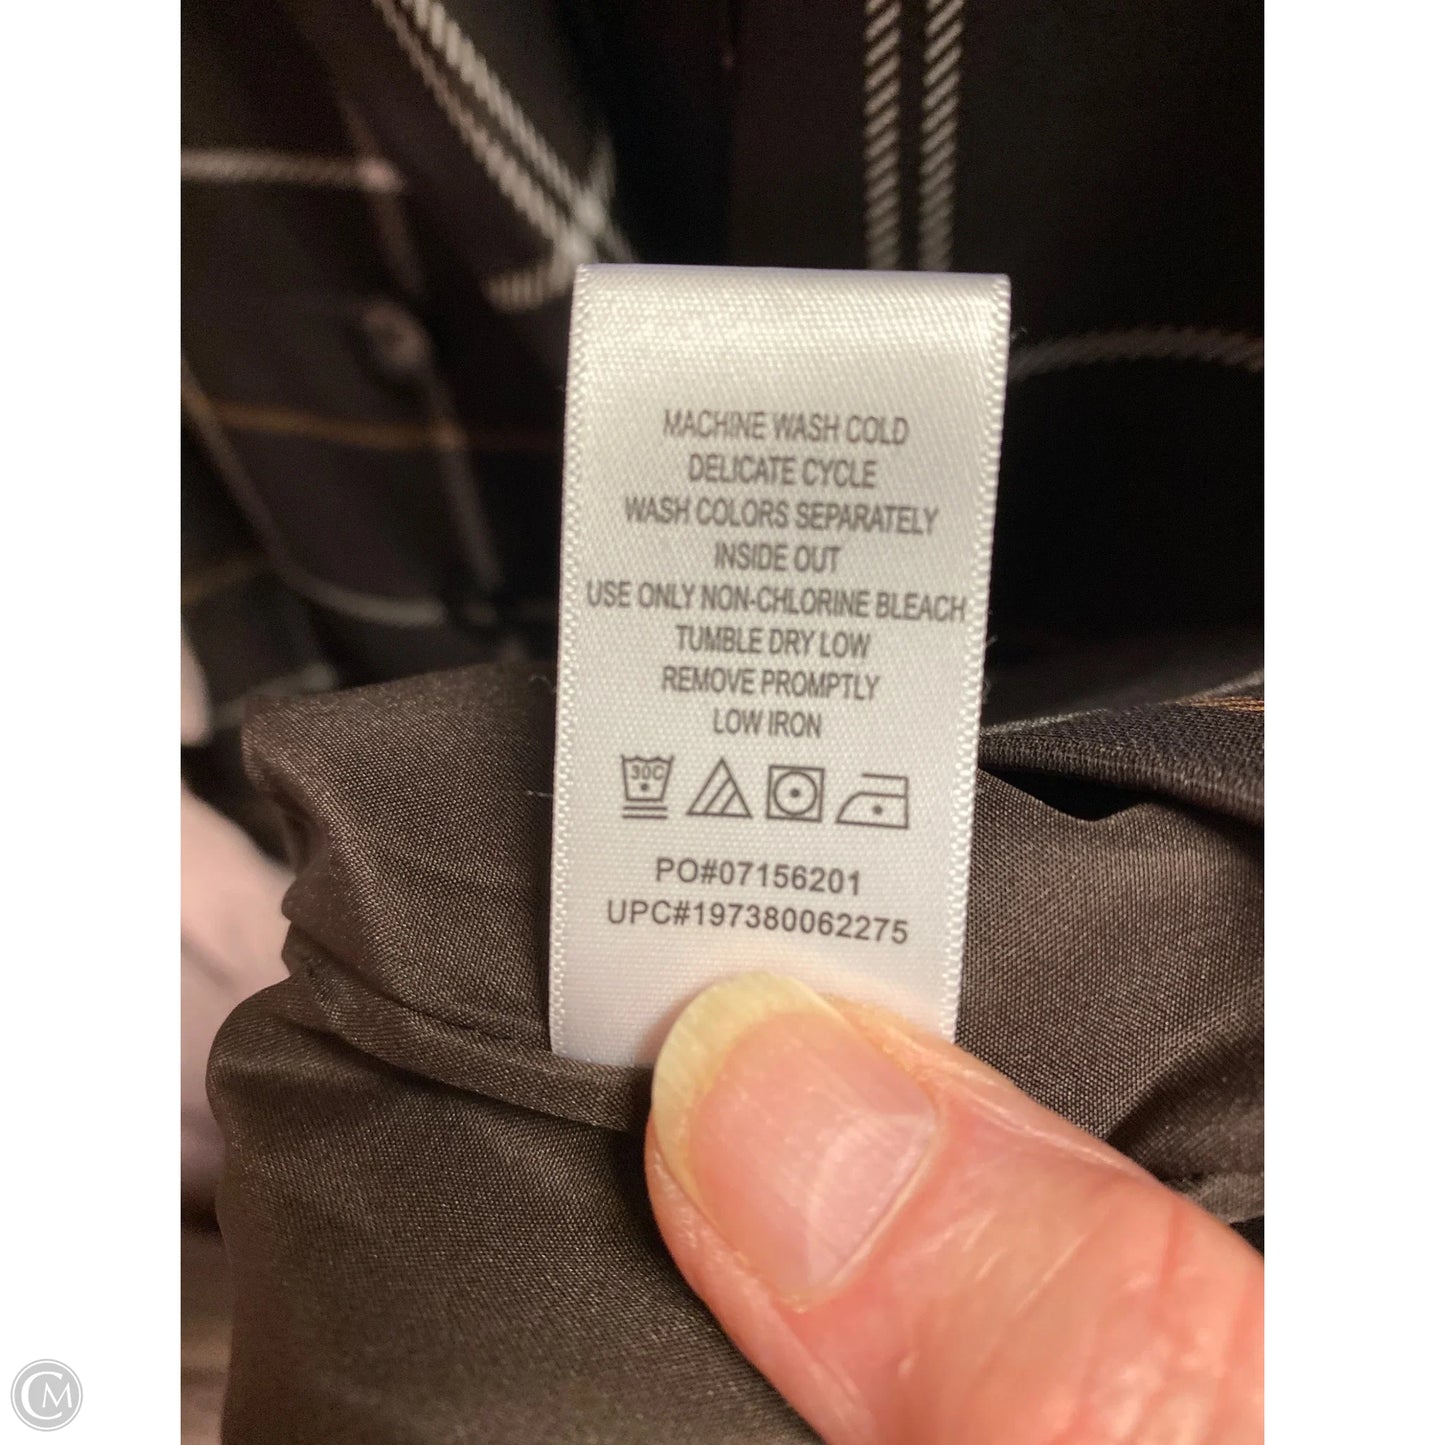 MACHINE WASH COLD
DELICATE CYCLE
WASH COLORS SEPARATELY
INSIDE OUT
USE ONLY NON-CHLORINE BLEACH
TUMBLE DRY LOW
REMOVE PROMPTLY
LOW IRON
30C
PO#07156201
UPC#197380062275
CM